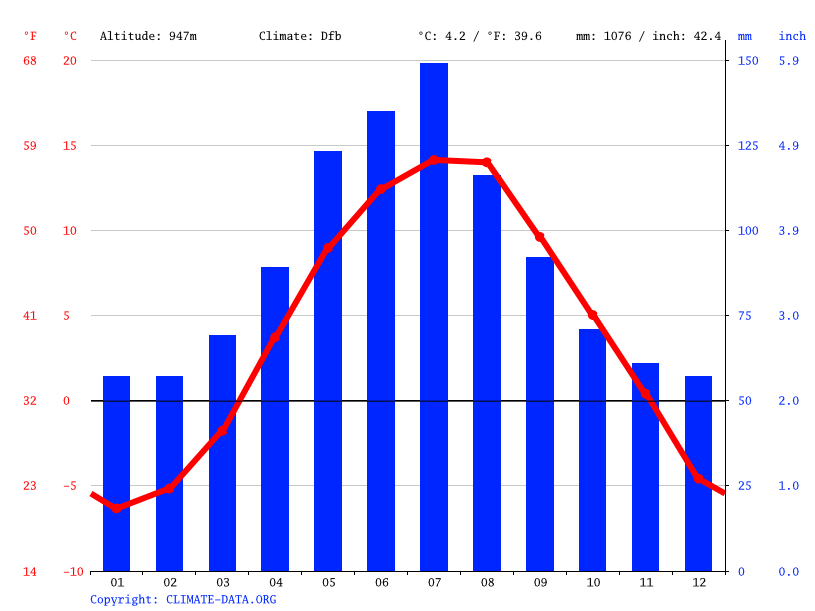 °F °C Altitude: 947m Climate: Dfb °C: 4.2 / °F: 39.6 mm: 1076 / inch: 42.4 mm inch
68 20 150 5.9
59 15 125 4.9
50 10 100 3.9
41 5 75 3.0
32 0 50 2.0
23 -5 25 1.0
14 -10 0 0.0
01 02 03 04 05 06 07 08 09 10 11 12
Copyright: CLIMATE-DATA.ORG